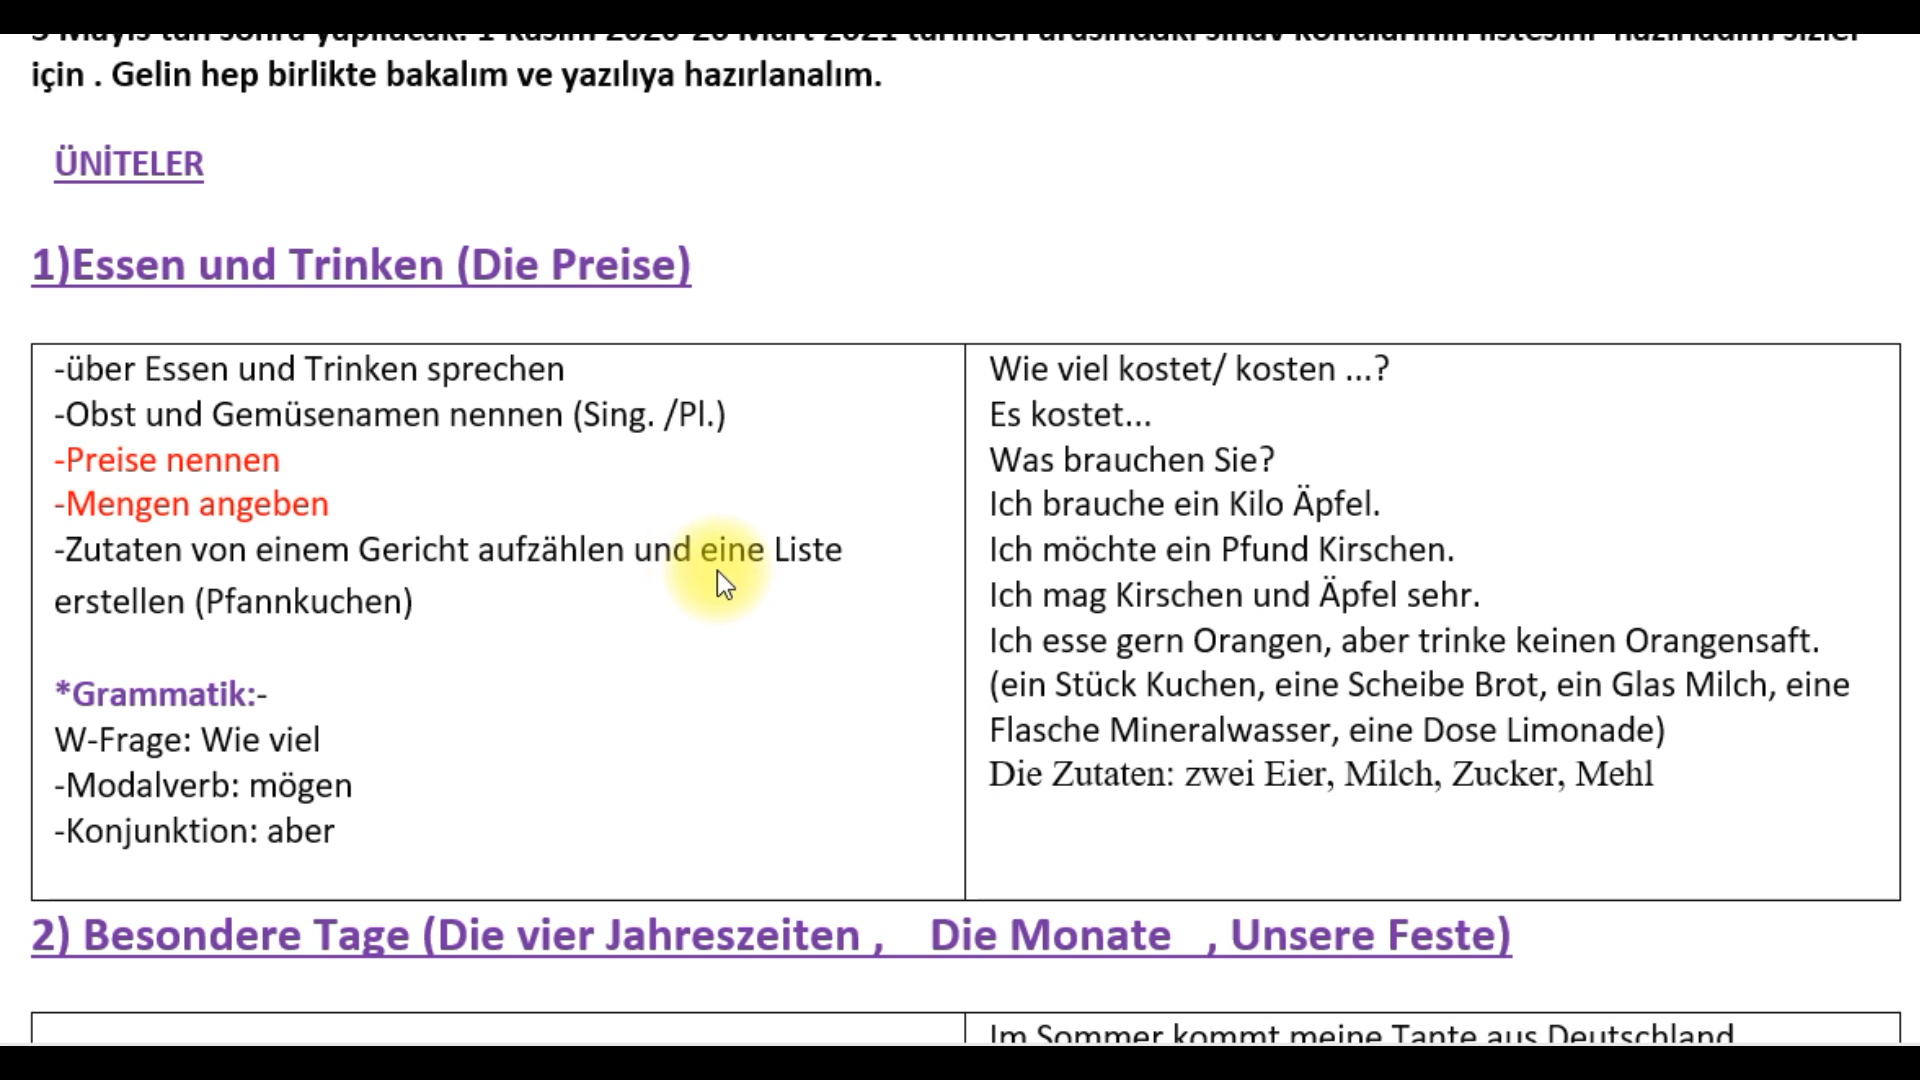 için . Gelin hep birlikte bakalım ve yazılıya hazırlanalım.
ÜNİTELER
1)Essen und Trinken (Die Preise)
-über Essen und Trinken sprechen
-Obst und Gemüsenamen nennen (Sing. /Pl.)
-Preise nennen
-Mengen angeben
-Zutaten von einem Gericht aufzählen und eine Liste
erstellen (Pfannkuchen)
*Grammatik:-
W-Frage: Wie viel
-Modalverb: mögen
-Konjunktion: aber
Wie viel kostet/ kosten ...?
Es kostet...
Was brauchen Sie?
Ich brauche ein Kilo Äpfel.
Ich möchte ein Pfund Kirschen.
Ich mag Kirschen und Äpfel sehr.
Ich esse gern Orangen, aber trinke keinen Orangensaft.
(ein Stück Kuchen, eine Scheibe Brot, ein Glas Milch, eine
Flasche Mineralwasser, eine Dose Limonade)
Die Zutaten: zwei Eier, Milch, Zucker, Mehl
2) Besondere Tage (Die vier Jahreszeiten , Die Monate , Unsere Feste)
Im Sommer kommt meine Tante aus Deutschland